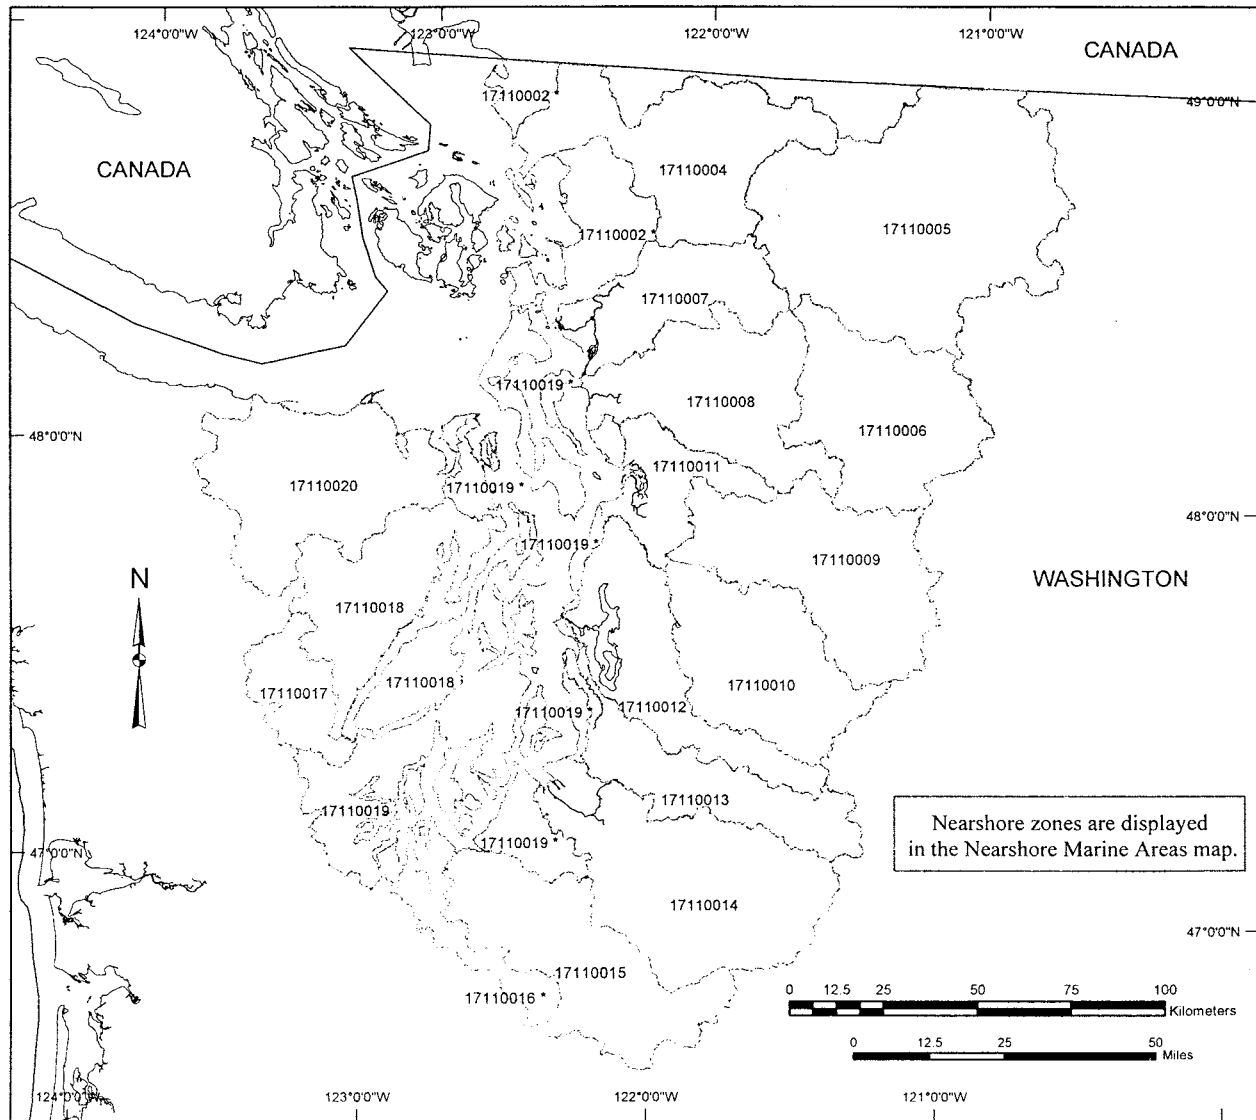 124°0'0"W
123°0'0"W
122°0'0"W
121°0'0"W
CANADA
17110002 *
49°0'0"N
CANADA
17110004
17110005
17110002 *
17110007
17110019 *
17110008
17110006
48°0'0"N
17110011
17110020
17110019 *
48°0'0"N
17110019 *
17110009
WASHINGTON
N
17110018
17110018
17110017
17110010
17110012
17110019 *
17110013
17110019
Nearshore zones are displayed
in the Nearshore Marine Areas map.
17110019 *
47°0'0"N
17110014
47°0'0"N
17110015
17110016 *
0 12.5 25 50 75 100
Kilometers
0 12.5 25 50
Miles
124°0'0"W
123°0'0"W
122°0'0"W
121°0'0"W